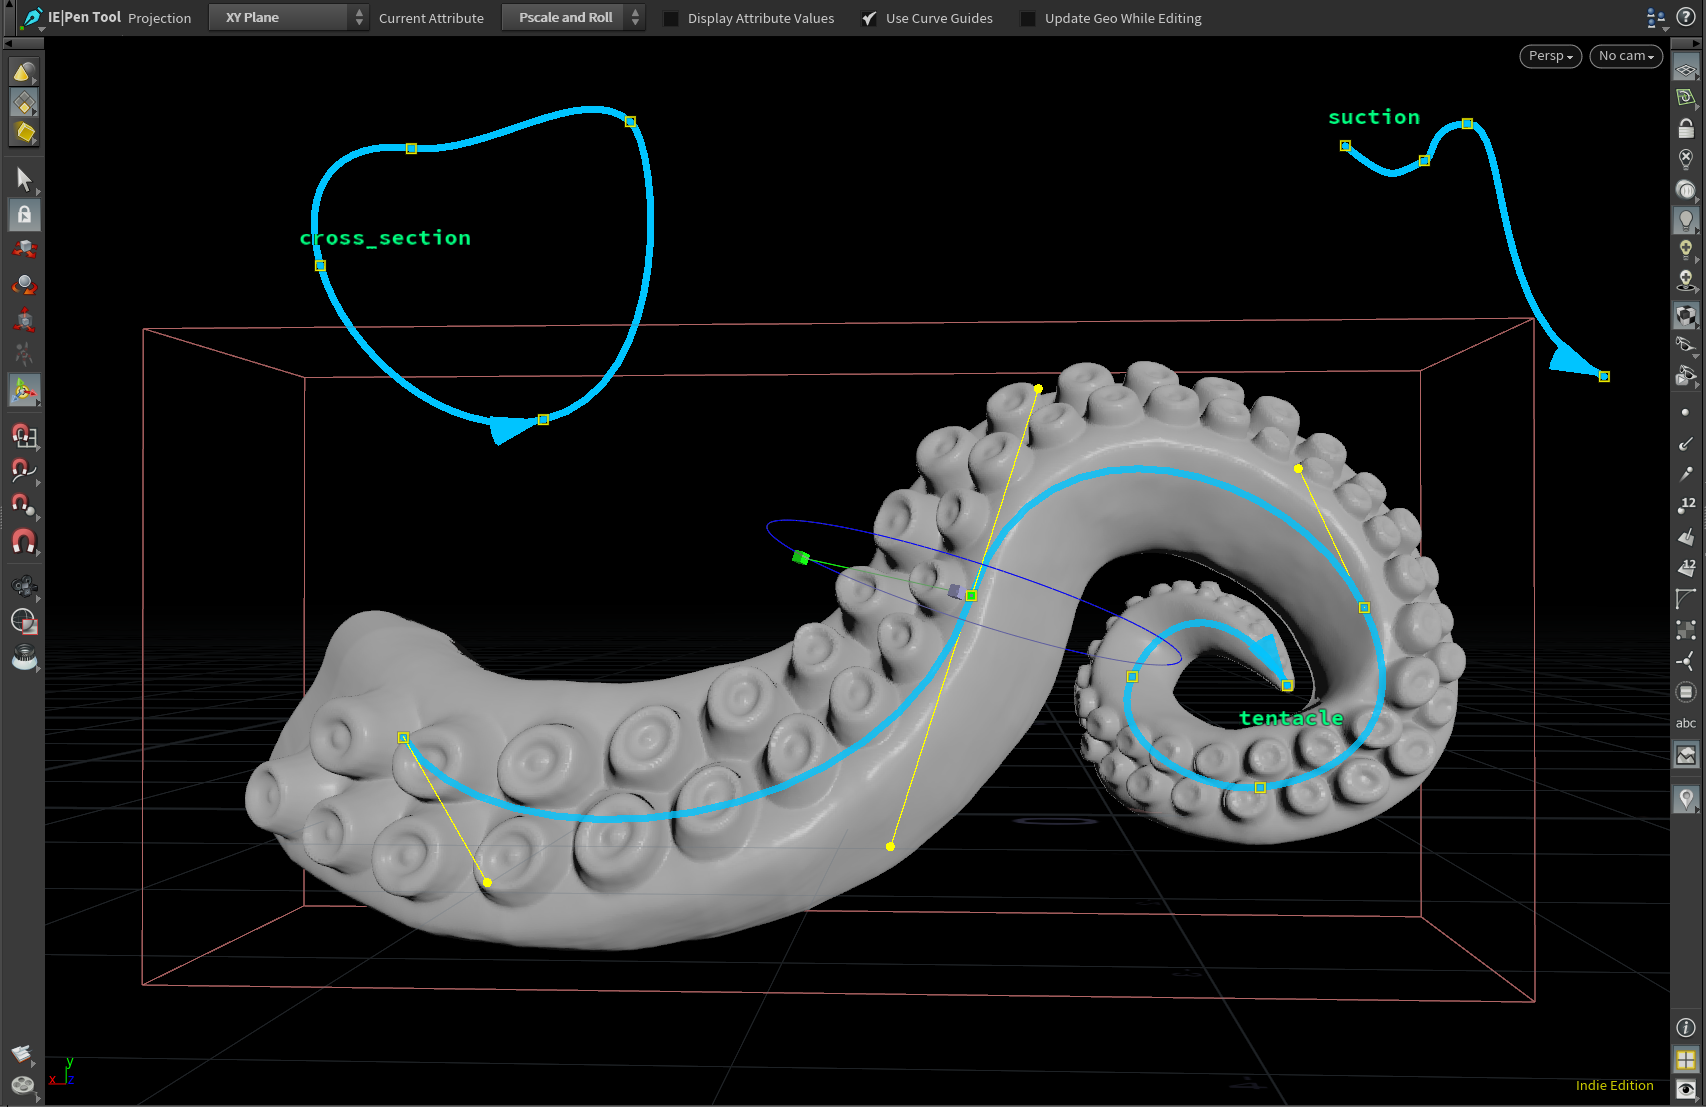 IE|Pen Tool Projection XY Plane Current Attribute Pscale and Roll Display Attribute Values Use Curve Guides Update Geo While Editing
Persp No cam
suction
cross_section
tentacle
12
12
abc
y
x z
Indie Edition